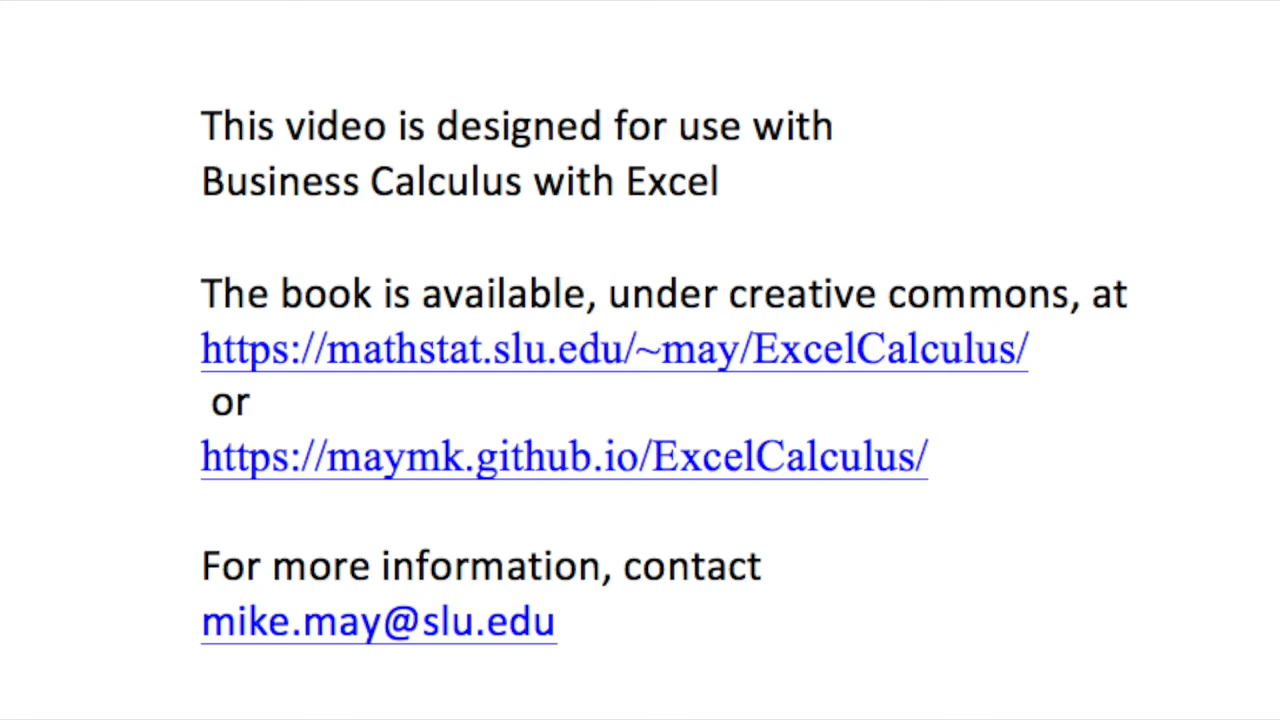 This video is designed for use with
Business Calculus with Excel
The book is available, under creative commons, at
https://mathstat.slu.edu/~may/ExcelCalculus/
or
https://maymk.github.io/ExcelCalculus/
For more information, contact
mike.may@slu.edu